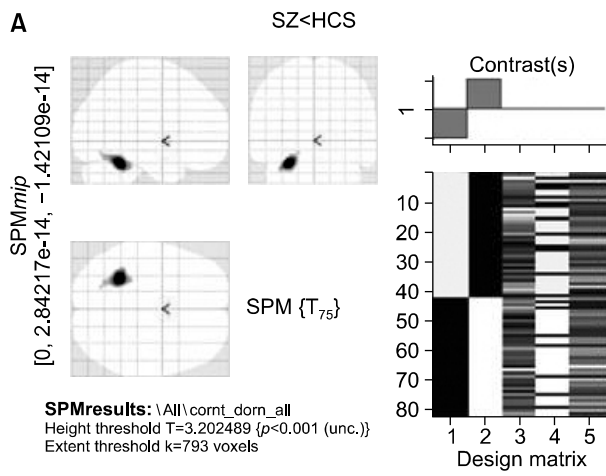 A
SZ<HCS
SPMmip
[0, 2.84217e-14, −1.42109e-14]
<
<
<
SPM {T75}
SPMresults: \All\cornt_dorn_all
Height threshold T=3.202489 {p<0.001 (unc.)}
Extent threshold k=793 voxels
Contrast(s)
1
10
20
30
40
50
60
70
80
1 2 3 4 5
Design matrix